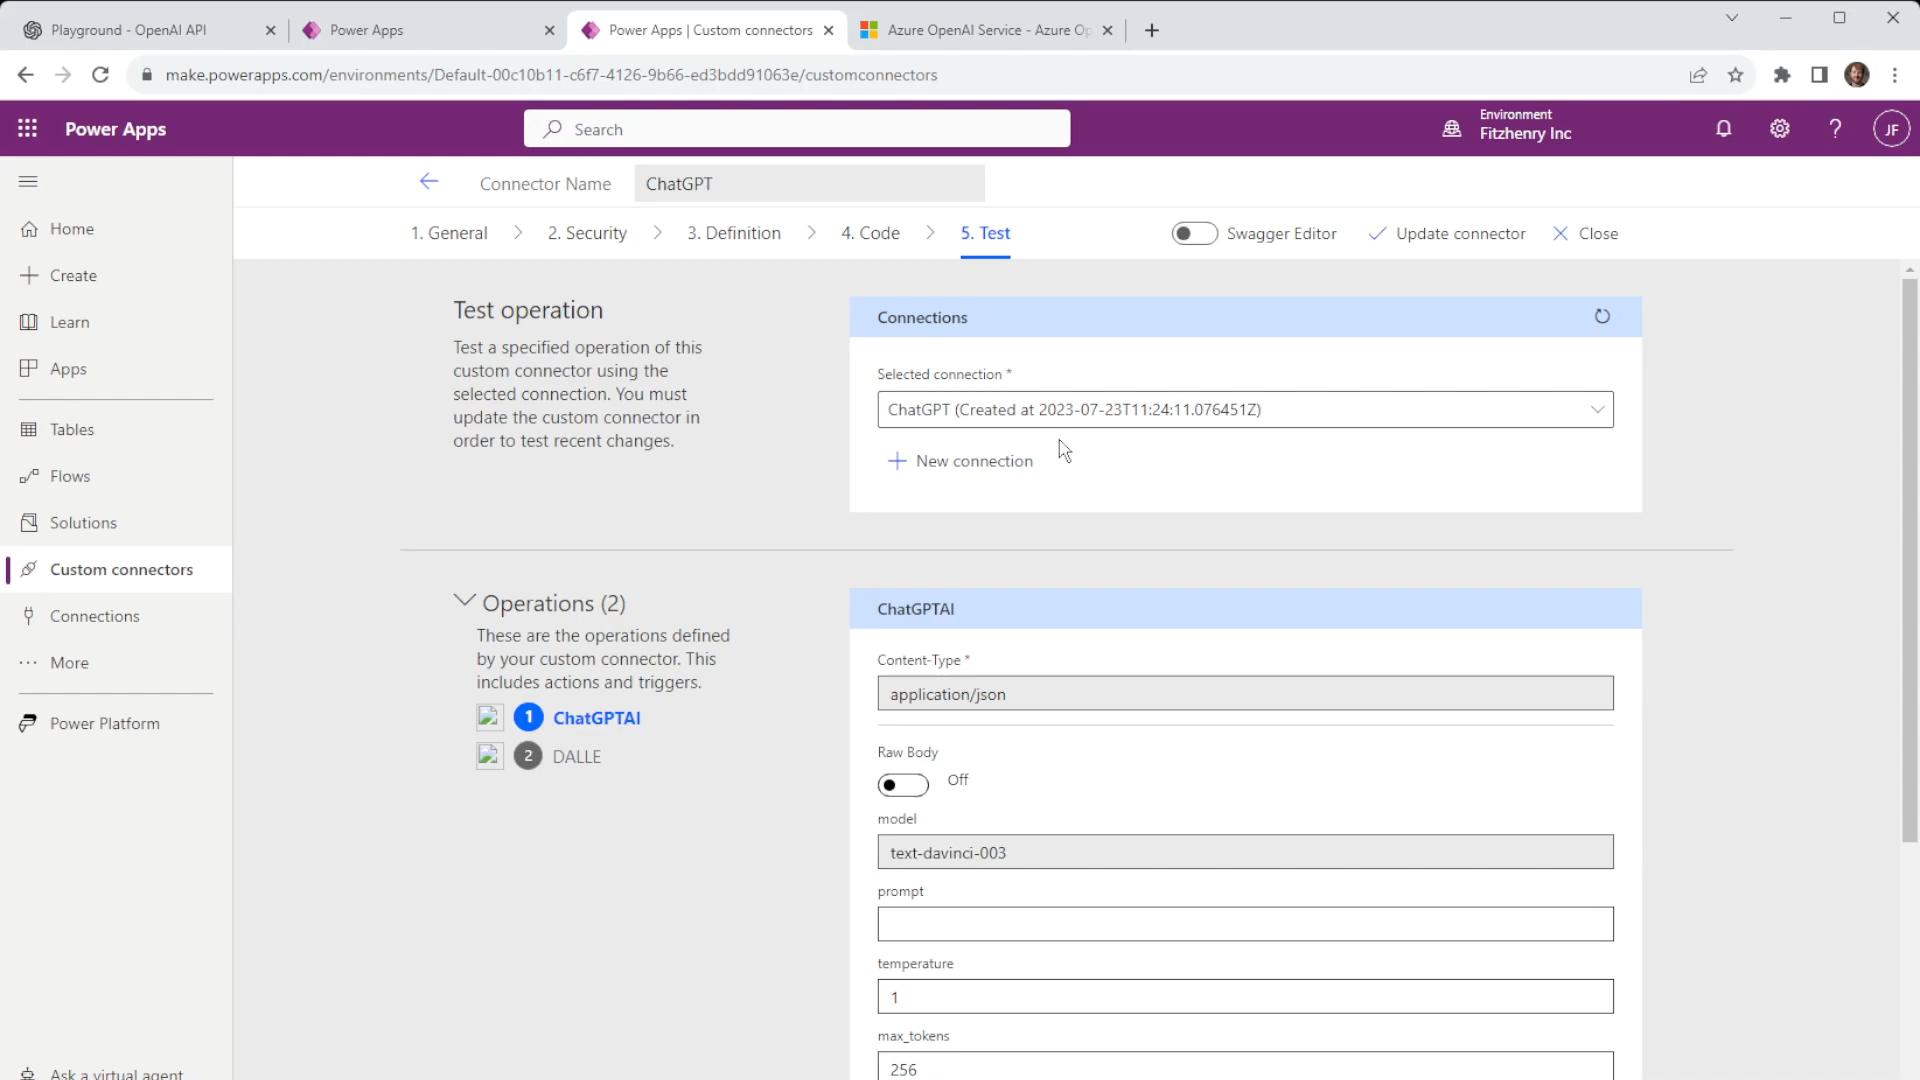 Playground - OpenAI API
Power Apps
Power Apps | Custom connectors
Azure OpenAI Service - Azure Op
make.powerapps.com/environments/Default-00c10b11-c6f7-4126-9b66-ed3bdd91063e/customconnectors
Power Apps
Search
Environment
Fitzhenry Inc
?
JF
Connector Name
ChatGPT
1. General
2. Security
3. Definition
4. Code
5. Test
Swagger Editor
Update connector
Close
Home
Create
Learn
Apps
Tables
Flows
Solutions
Custom connectors
Connections
More
Power Platform
Ask a virtual agent
Test operation
Test a specified operation of this
custom connector using the
selected connection. You must
update the custom connector in
order to test recent changes.
Connections
Selected connection *
ChatGPT (Created at 2023-07-23T11:24:11.076451Z)
New connection
Operations (2)
These are the operations defined
by your custom connector. This
includes actions and triggers.
1 ChatGPTAI
2 DALLE
ChatGPTAI
Content-Type *
application/json
Raw Body
Off
model
text-davinci-003
prompt
temperature
1
max_tokens
256